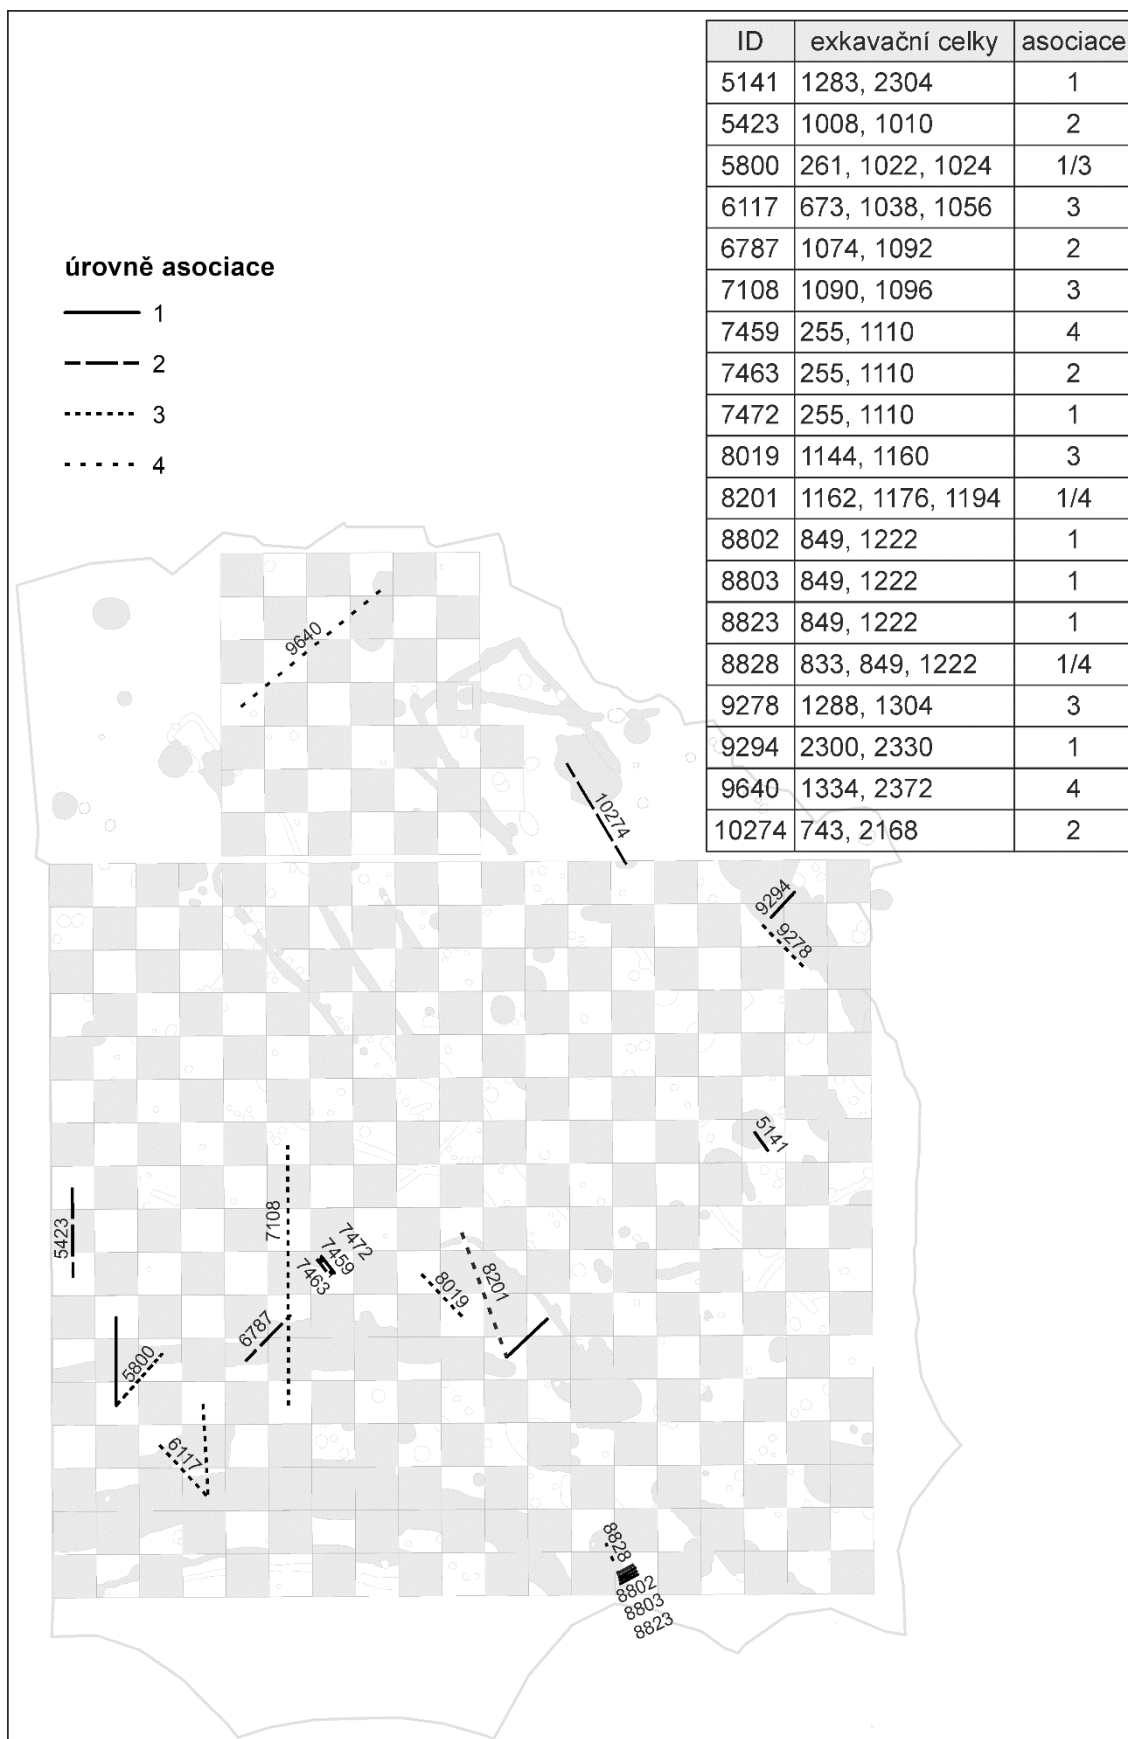 ID exkavační celky asociace
5141 1283, 2304 1
5423 1008, 1010 2
5800 261, 1022, 1024 1/3
6117 673, 1038, 1056 3
6787 1074, 1092 2
7108 1090, 1096 3
7459 255, 1110 4
7463 255, 1110 2
7472 255, 1110 1
8019 1144, 1160 3
8201 1162, 1176, 1194 1/4
8802 849, 1222 1
8803 849, 1222 1
8823 849, 1222 1
8828 833, 849, 1222 1/4
9278 1288, 1304 3
9294 2300, 2330 1
9640 1334, 2372 4
10274 743, 2168 2
úrovně asociace
1
2
3
4
9640
10274
9294
9278
5141
5423
7108
7472
7459
7463
8019
8201
6787
5800
6117
8828
8802
8803
8823